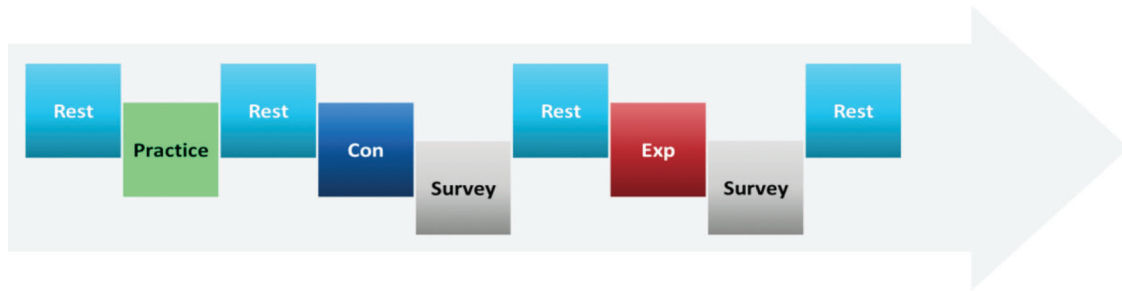 Rest
Practice
Rest
Con
Survey
Rest
Exp
Survey
Rest